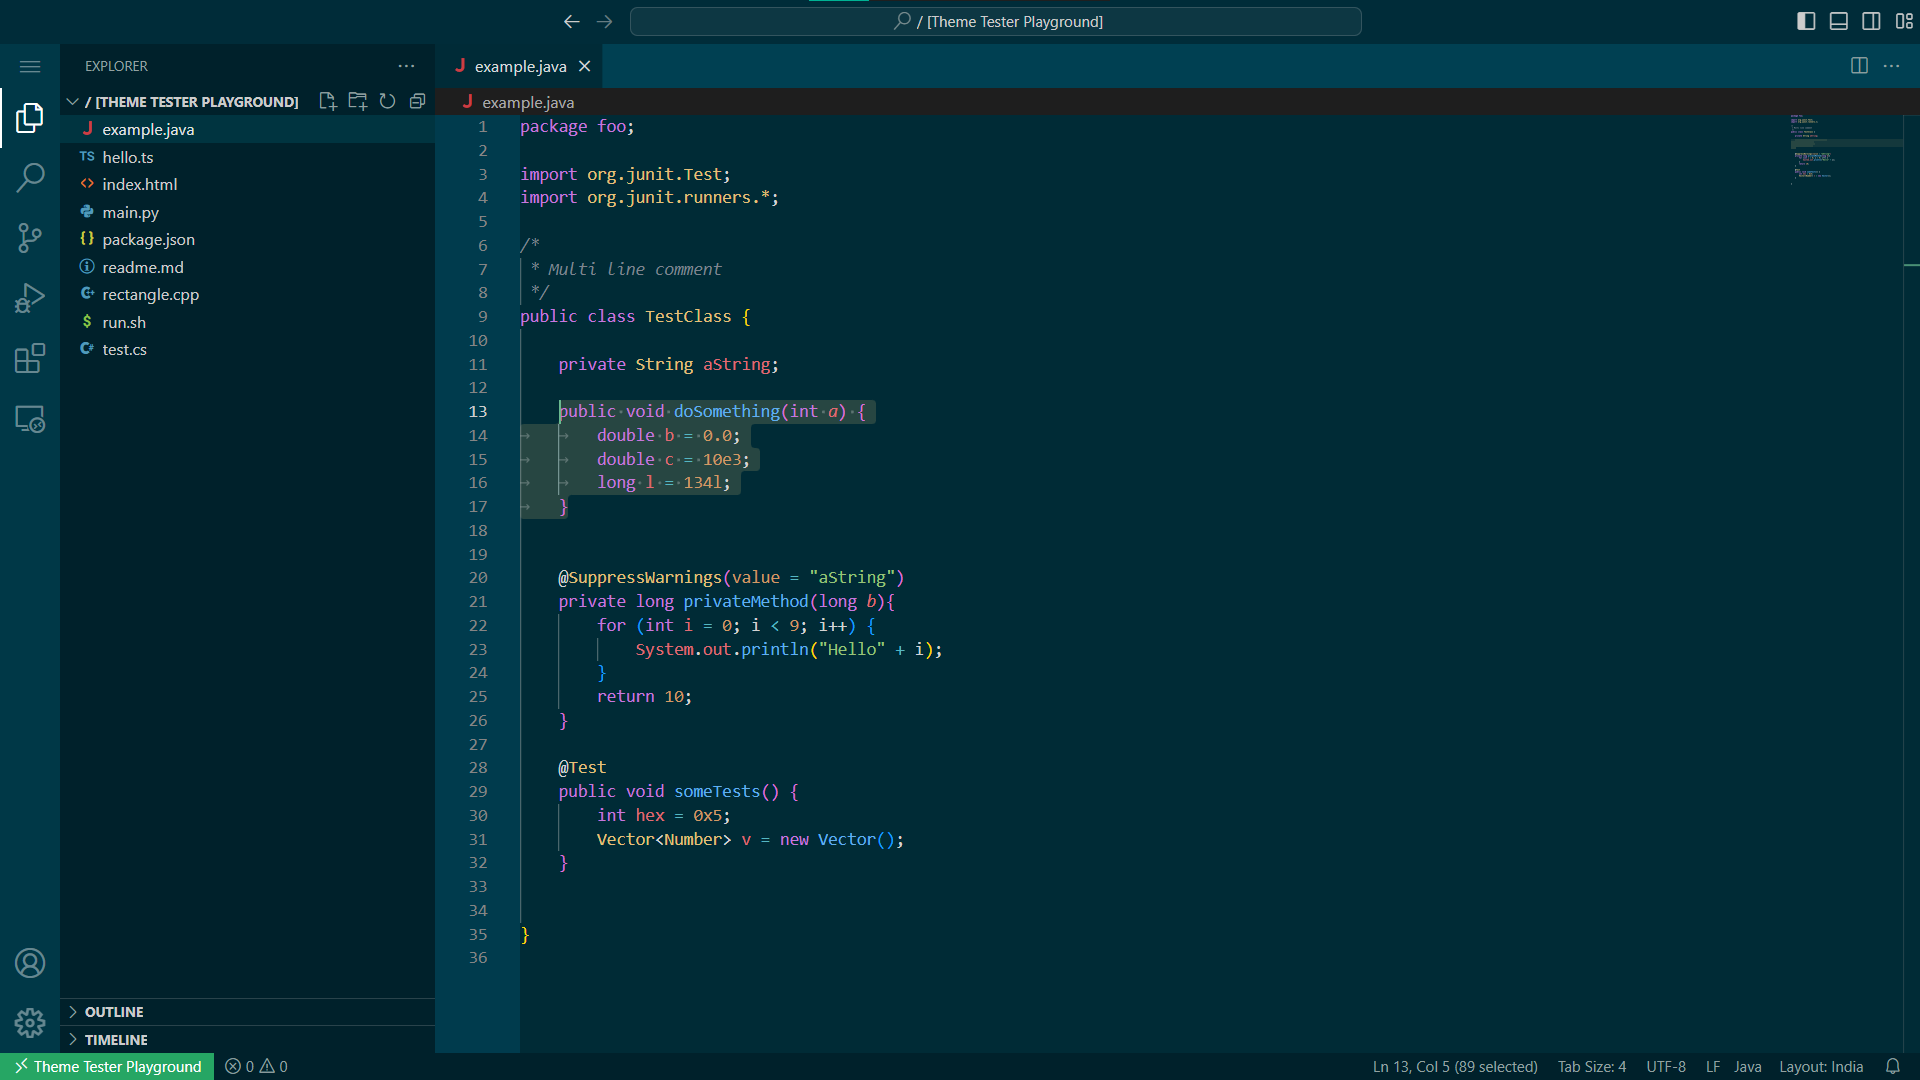 / [Theme Tester Playground]
EXPLORER
/ [THEME TESTER PLAYGROUND]
J example.java
TS hello.ts
<> index.html
main.py
{} package.json
readme.md
rectangle.cpp
$ run.sh
test.cs
OUTLINE
TIMELINE
J example.java
J example.java
1 package foo;
2
3 import org.junit.Test;
4 import org.junit.runners.*;
5
6 /*
7 * Multi line comment
8 */
9 public class TestClass {
10
11 private String aString;
12
13 public void doSomething(int a) {
14 double b = 0.0;
15 double c = 10e3;
16 long l = 134l;
17 }
18
19
20 @SuppressWarnings(value = "aString")
21 private long privateMethod(long b){
22 for (int i = 0; i < 9; i++) {
23 System.out.println("Hello" + i);
24 }
25 return 10;
26 }
27
28 @Test
29 public void someTests() {
30 int hex = 0x5;
31 Vector<Number> v = new Vector();
32 }
33
34
35 }
36
Theme Tester Playground 0 0 Ln 13, Col 5 (89 selected) Tab Size: 4 UTF-8 LF Java Layout: India